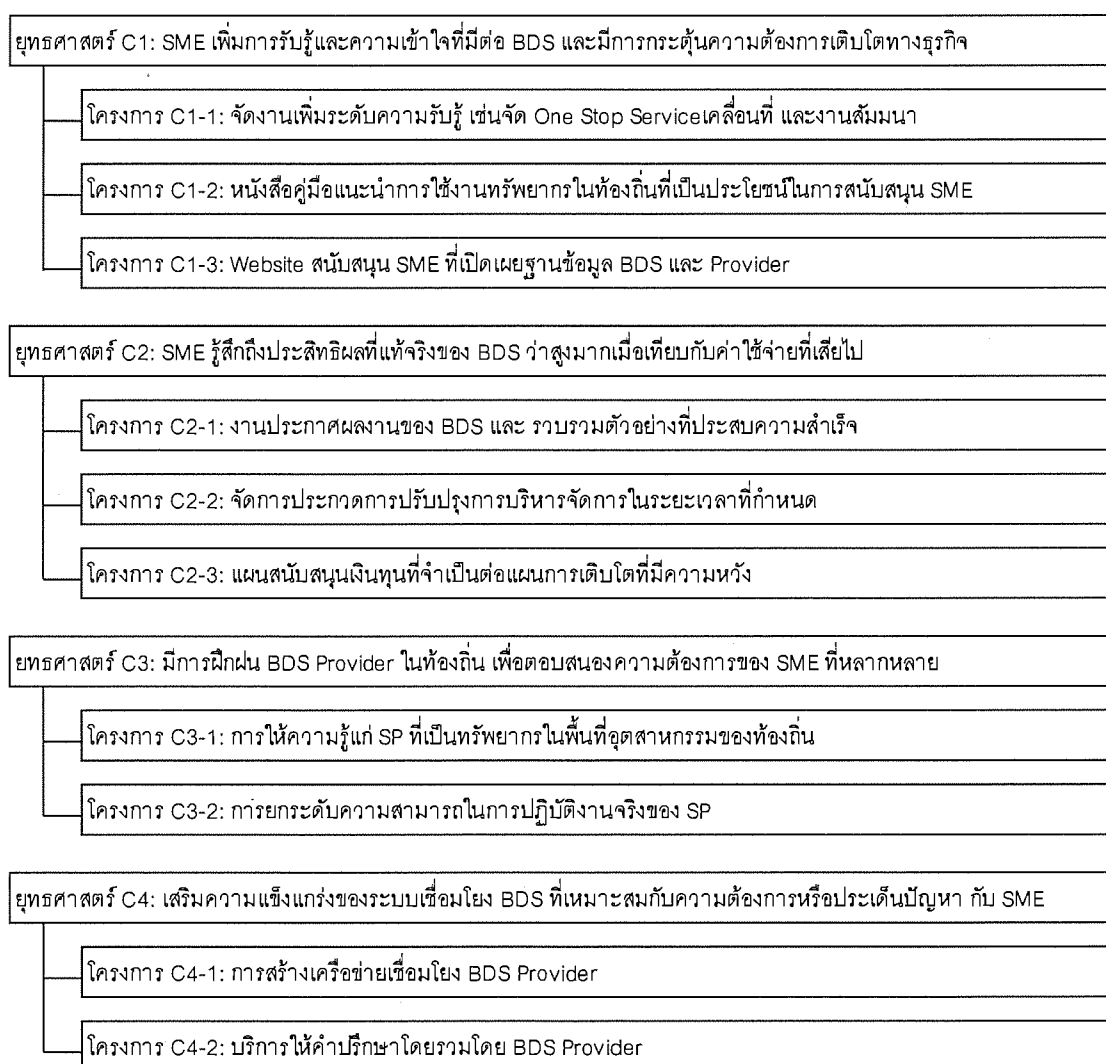 ยุทธศาสตร์ C1: SME เพิ่มการรับรู้และความเข้าใจที่มีต่อ BDS และมีการกระตุ้นความต้องการเติบโตทางธุรกิจ
โครงการ C1-1: จัดงานเพิ่มระดับความรับรู้ เช่นจัด One Stop Serviceเคลื่อนที่ และงานสัมมนา
โครงการ C1-2: หนังสือคู่มือแนะนำการใช้งานทรัพยากรในท้องถิ่นที่เป็นประโยชน์ในการสนับสนุน SME
โครงการ C1-3: Website สนับสนุน SME ที่เปิดเผยฐานข้อมูล BDS และ Provider
ยุทธศาสตร์ C2: SME รู้สึกถึงประสิทธิผลที่แท้จริงของ BDS ว่าสูงมากเมื่อเทียบกับค่าใช้จ่ายที่เสียไป
โครงการ C2-1: งานประกาศผลงานของ BDS และ รวบรวมตัวอย่างที่ประสบความสำเร็จ
โครงการ C2-2: จัดการประกวดการปรับปรุงการบริหารจัดการในระยะเวลาที่กำหนด
โครงการ C2-3: แผนสนับสนุนเงินทุนที่จำเป็นต่อแผนการเติบโตที่มีความหวัง
ยทธศาสตร์ C3: มีการฝึกฝน BDS Provider ในท้องถิ่น เพื่อตอบสนองความต้องการของ SME ที่หลากหลาย
โครงการ C3-1: การให้ความรู้แก่ SP ที่เป็นทรัพยากรในพื้นที่อุตสาหกรรมของท้องถิ่น
โครงการ C3-2: การยกระดับความสามารถในการปฏิบัติงานจริงของ SP
ยุทธศาสตร์ C4: เสริมความแข็งแกร่งของระบบเชื่อมโยง BDS ที่เหมาะสมกับความต้องการหรือประเด็นปัญหา กับ SME
โครงการ C4-1: การสร้างเครือข่ายเชื่อมโยง BDS Provider
โครงการ C4-2: บริการให้คำปรึกษาโดยรวมโดย BDS Provider